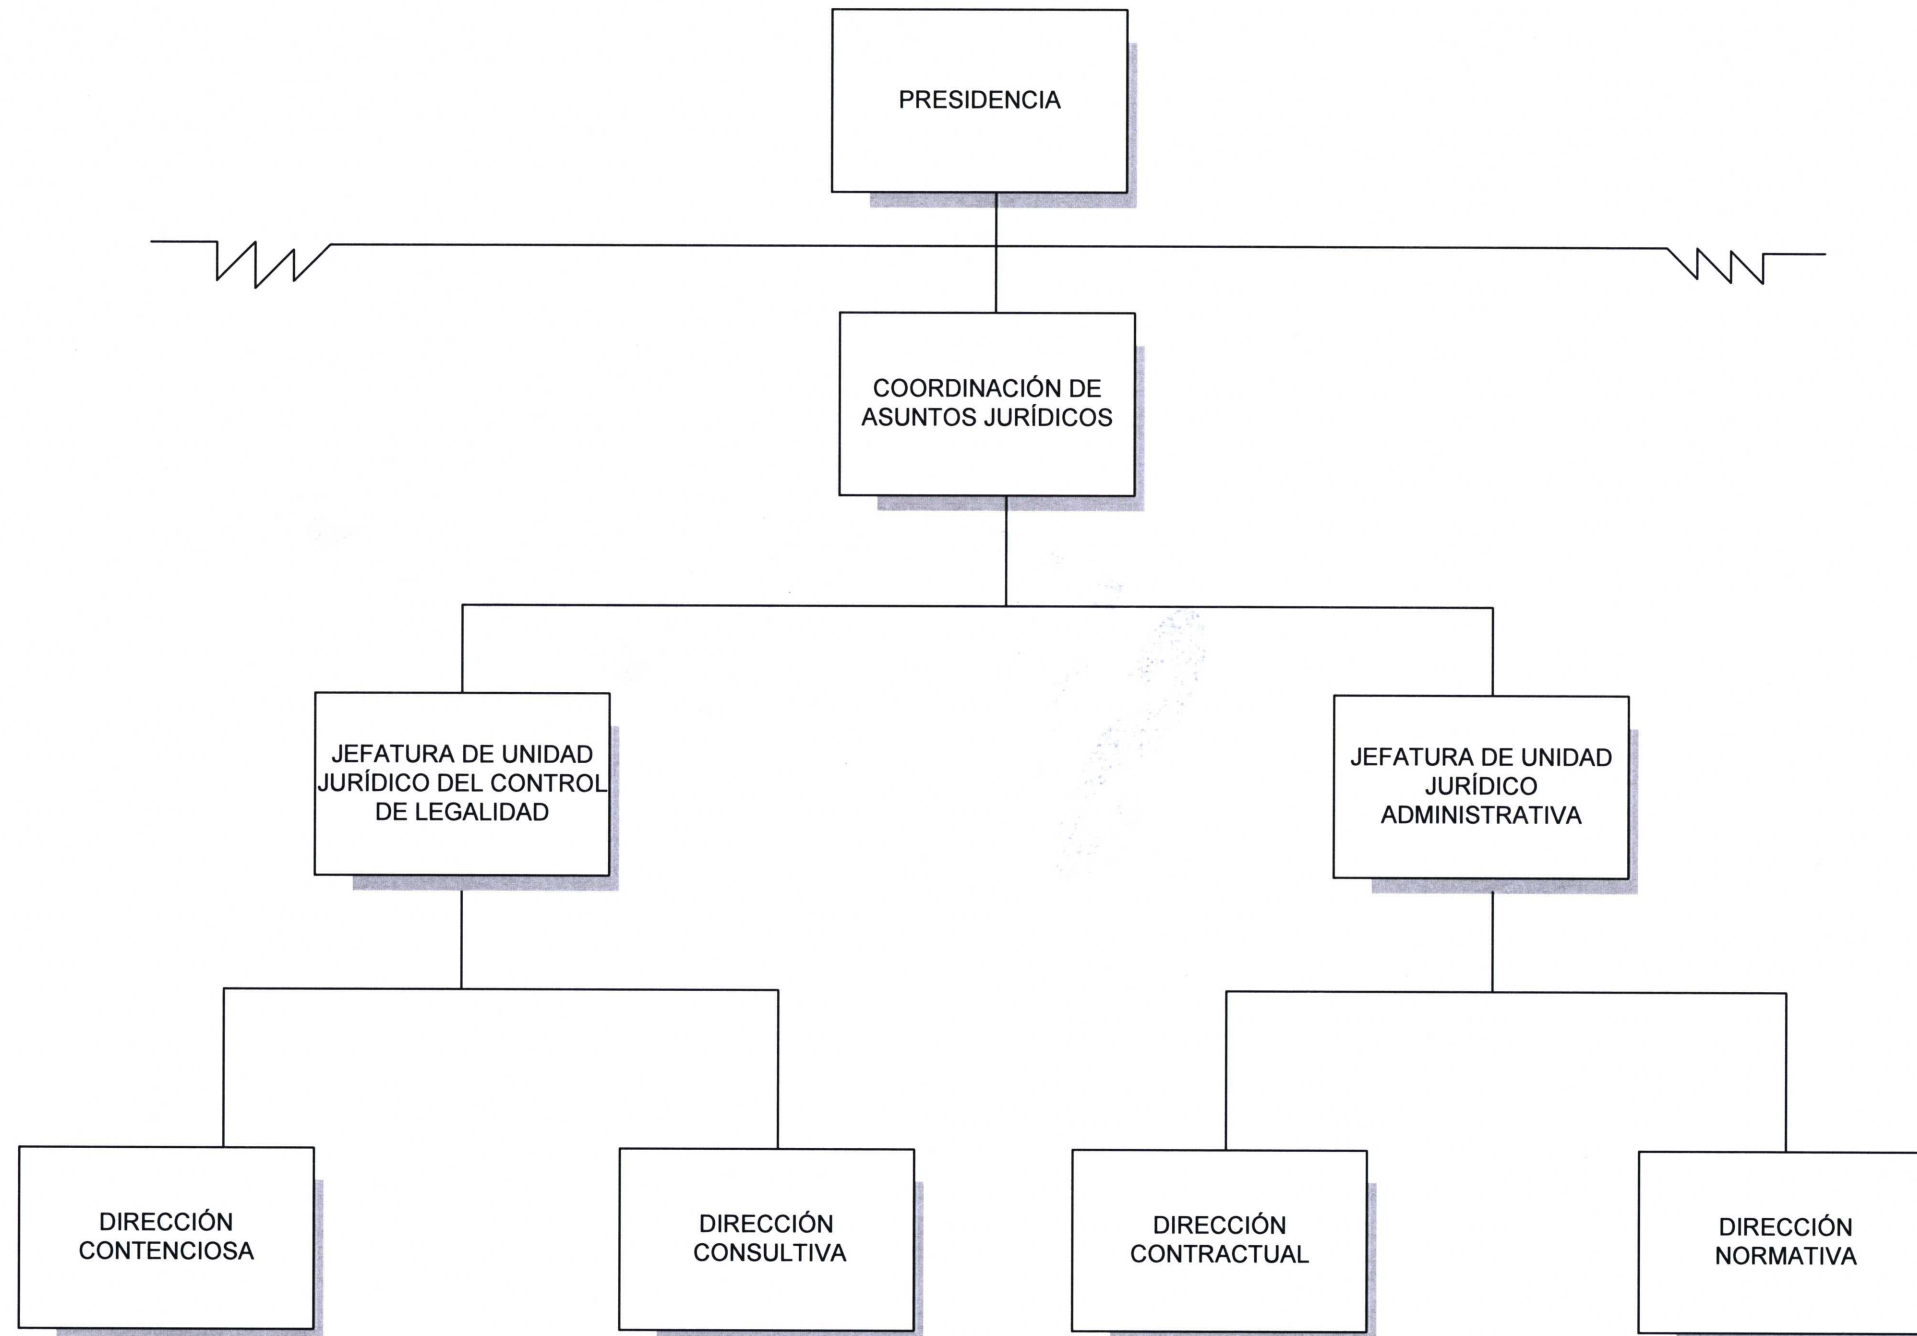 PRESIDENCIA
COORDINACIÓN DE
ASUNTOS JURÍDICOS
JEFATURA DE UNIDAD
JURÍDICO DEL CONTROL
DE LEGALIDAD
JEFATURA DE UNIDAD
JURÍDICO
ADMINISTRATIVA
DIRECCIÓN
CONTENCIOSA
DIRECCIÓN
CONSULTIVA
DIRECCIÓN
CONTRACTUAL
DIRECCIÓN
NORMATIVA